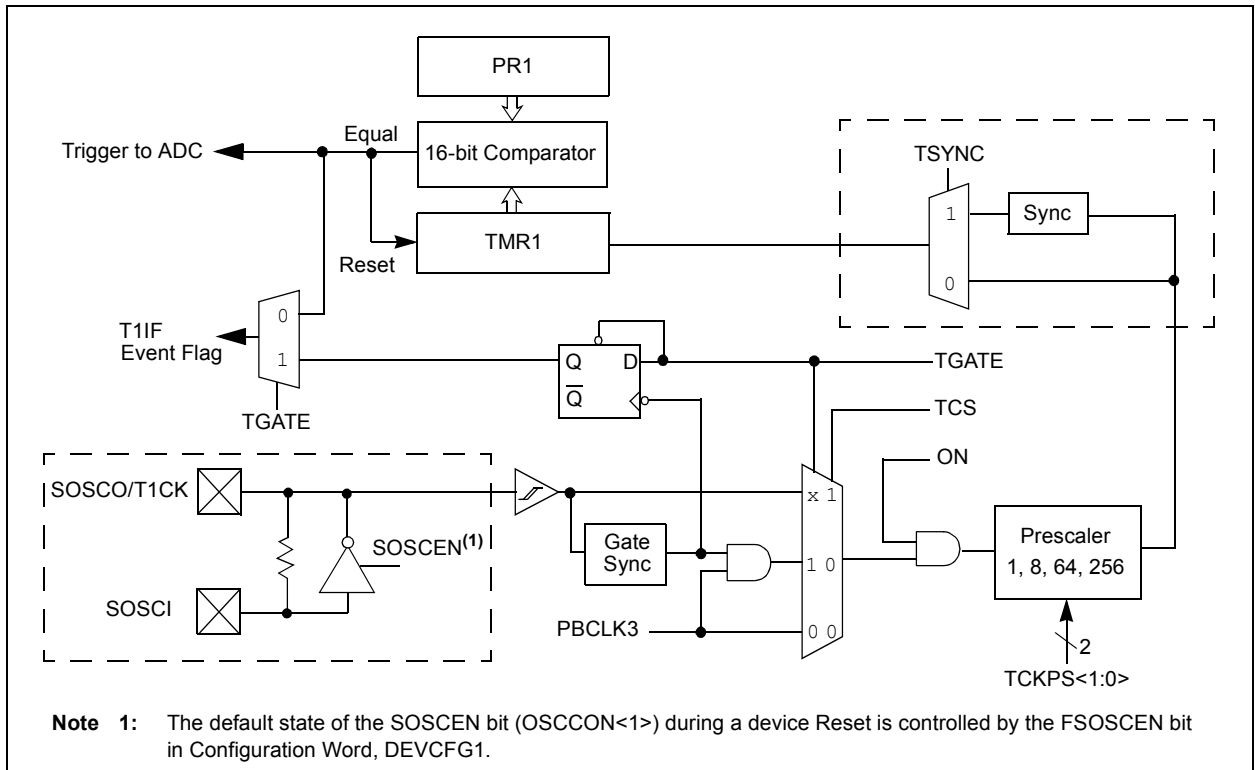 PR1
Equal
Trigger to ADC
16-bit Comparator
TSYNC
1
Sync
TMR1
Reset
0
0
T1IF
Event Flag
1
Q
D
Q̅
TGATE
TGATE
TCS
ON
SOSCO/T1CK
x 1
SOSCEN(1)
Gate
Sync
1 0
Prescaler
1, 8, 64, 256
SOSCI
PBCLK3
0 0
2
TCKPS<1:0>
Note 1: The default state of the SOSCEN bit (OSCCON<1>) during a device Reset is controlled by the FSOSCEN bit
in Configuration Word, DEVCFG1.